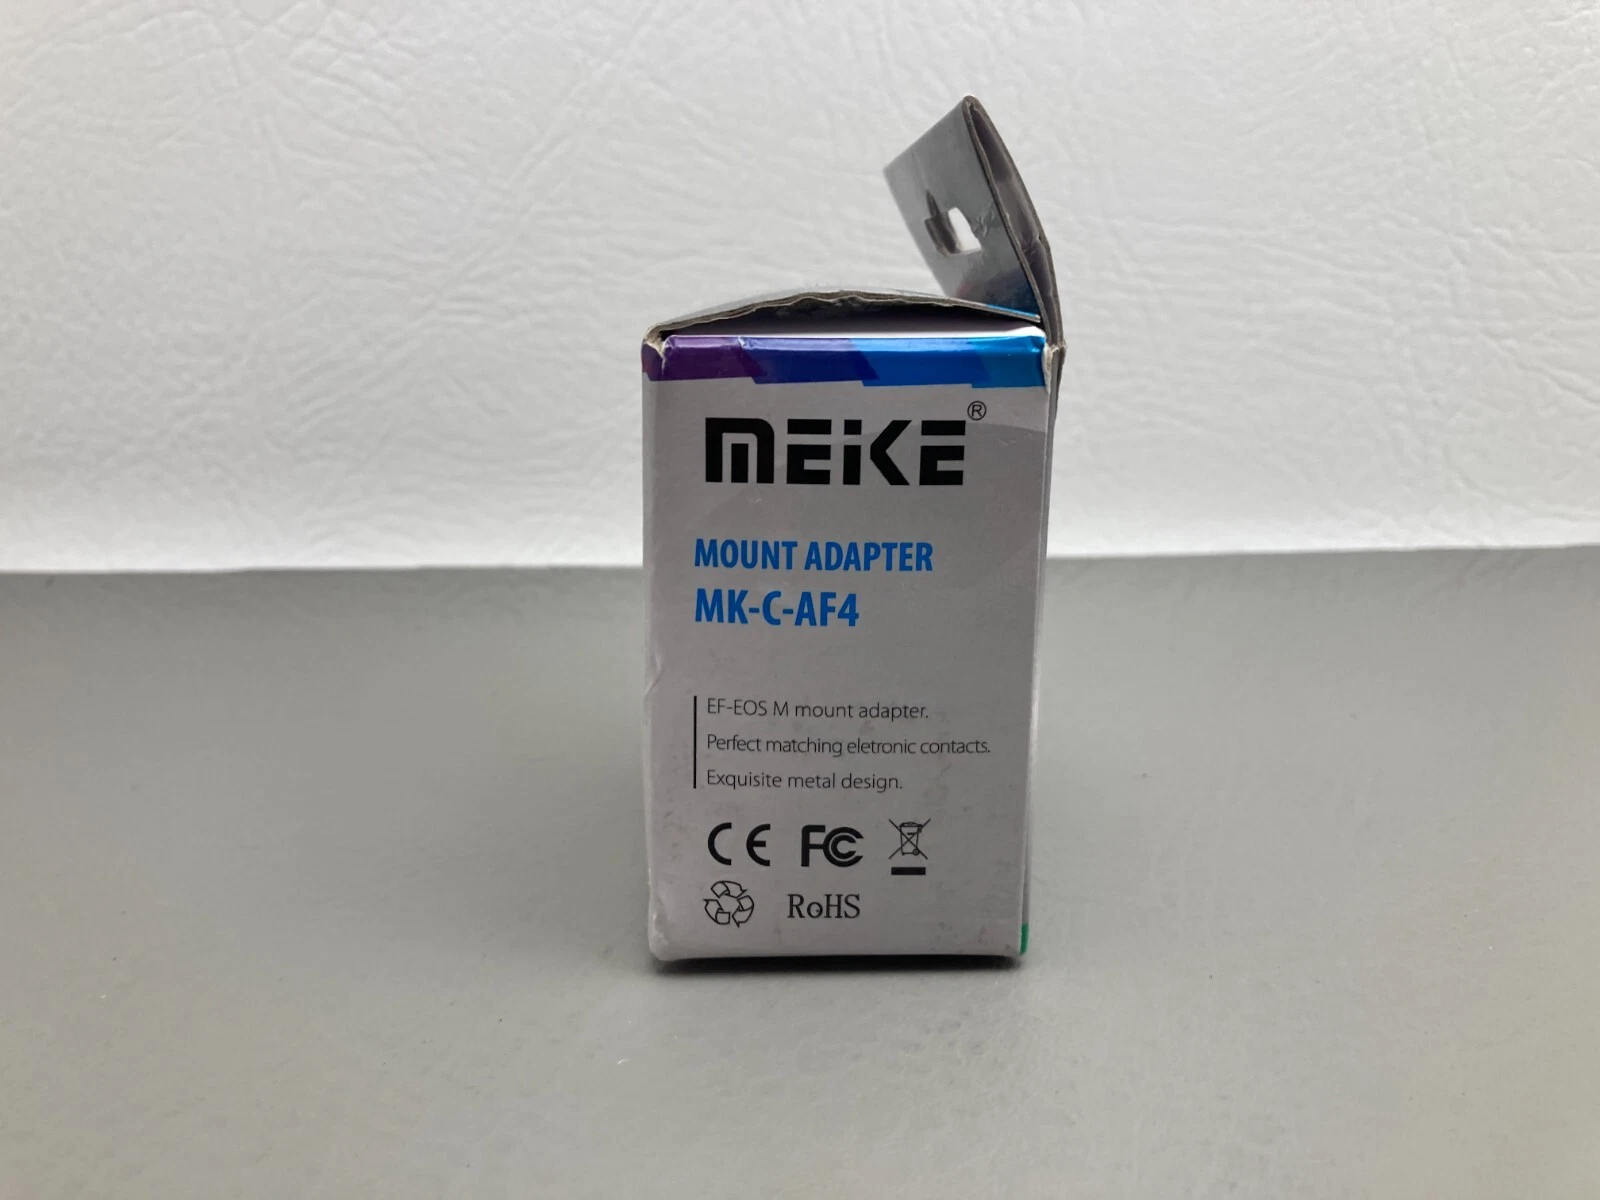 MEIKE®
MOUNT ADAPTER
MK-C-AF4
EF-EOS M mount adapter.
Perfect matching eletronic contacts.
Exquisite metal design.
CE FC
RoHS